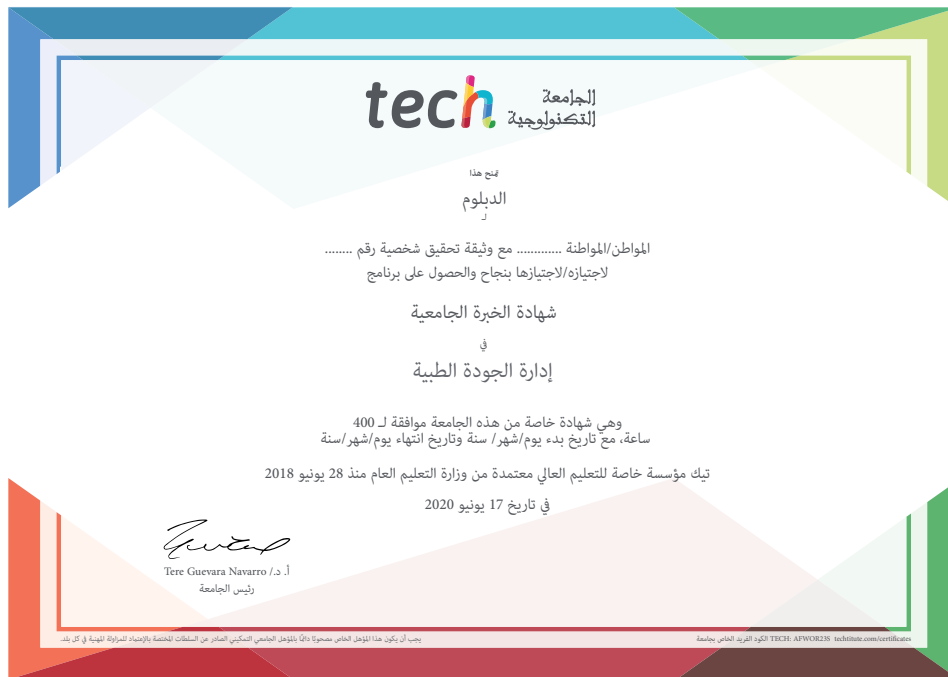 tech الجامعة
التكنولوجية
يمنح هذا
الدبلوم
لـ
المواطن/المواطنة ............. مع وثيقة تحقيق شخصية رقم ........
لاجتيازه/لاجتيازها بنجاح والحصول على برنامج
شهادة الخبرة الجامعية
في
إدارة الجودة الطبية
وهي شهادة خاصة من هذه الجامعة موافقة لـ 400
ساعة، مع تاريخ بدء يوم/شهر/ سنة وتاريخ انتهاء يوم/شهر/سنة
تيك مؤسسة خاصة للتعليم العالي معتمدة من وزارة التعليم العام منذ 28 يونيو 2018
في تاريخ 17 يونيو 2020
أ. د./ Tere Guevara Navarro
رئيس الجامعة
يجب أن يكون هذا المؤهل الخاص مصحوبًا دائمًا بالمؤهل الجامعي التمكيني الصادر عن السلطات المختصة بالإعتماد للمزاولة المهنية في كل بلد.
الكود الفريد الخاص بجامعة TECH: AFWOR23S techtitute.com/certificates